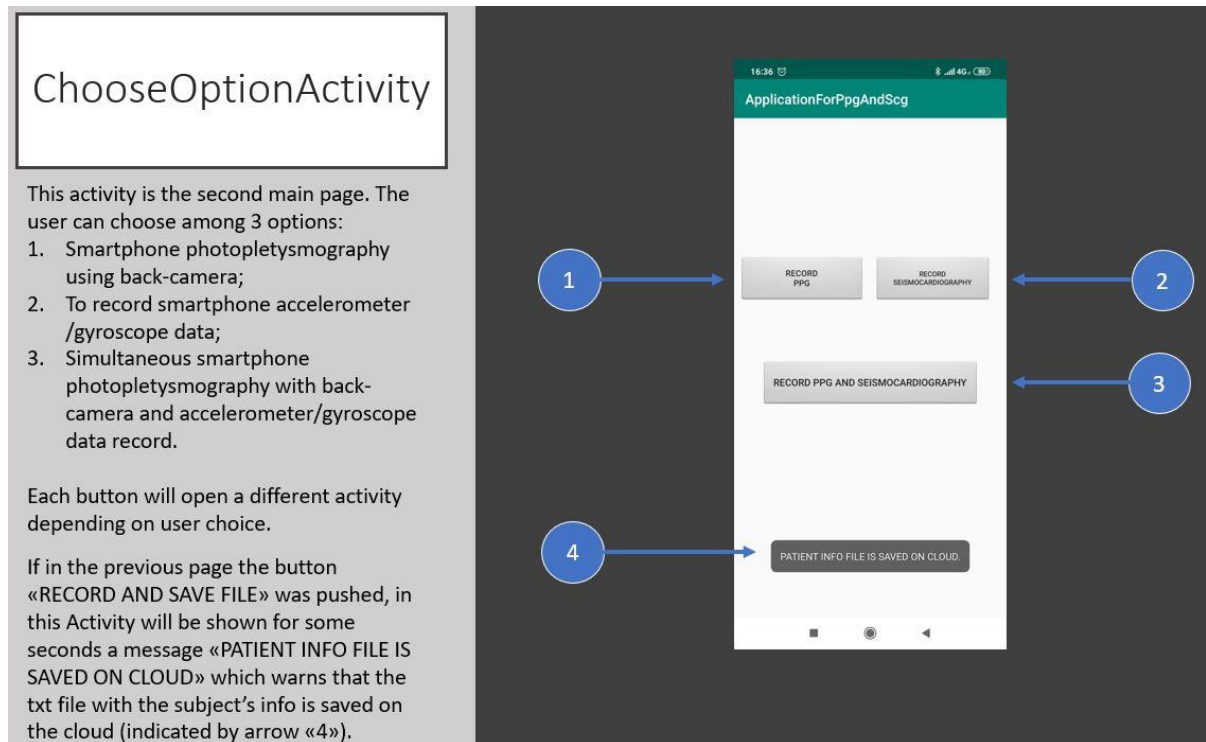 ChooseOptionActivity
This activity is the second main page. The
user can choose among 3 options:
1. Smartphone photopletysmography
using back-camera;
2. To record smartphone accelerometer
/gyroscope data;
3. Simultaneous smartphone
photopletysmography with back-
camera and accelerometer/gyroscope
data record.
Each button will open a different activity
depending on user choice.
If in the previous page the button
«RECORD AND SAVE FILE» was pushed, in
this Activity will be shown for some
seconds a message «PATIENT INFO FILE IS
SAVED ON CLOUD» which warns that the
txt file with the subject's info is saved on
the cloud (indicated by arrow «4»).
16:36 4G+ 80
ApplicationForPpgAndScg
1
RECORD
PPG
RECORD
SEISMOCARDIOGRAPHY
2
RECORD PPG AND SEISMOCARDIOGRAPHY
3
4
PATIENT INFO FILE IS SAVED ON CLOUD.